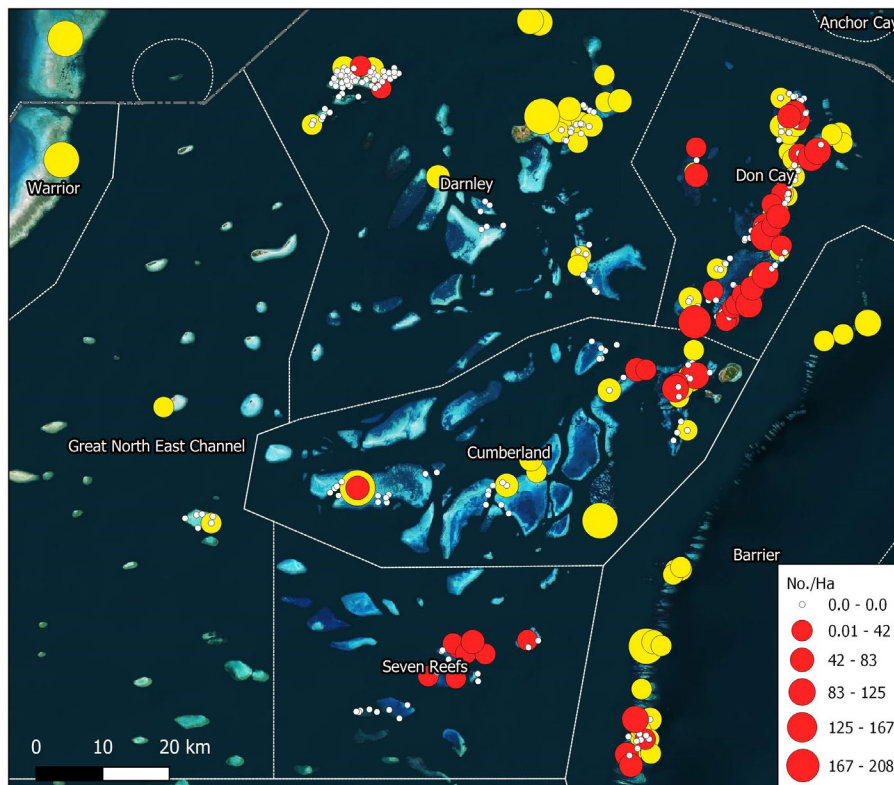 Anchor Cay
Warrior
Darnley
Don Cay
Great North East Channel
Cumberland
Barrier
Seven Reefs
No./Ha
0.0 - 0.0
0.01 - 42
42 - 83
83 - 125
125 - 167
167 - 208
0 10 20 km